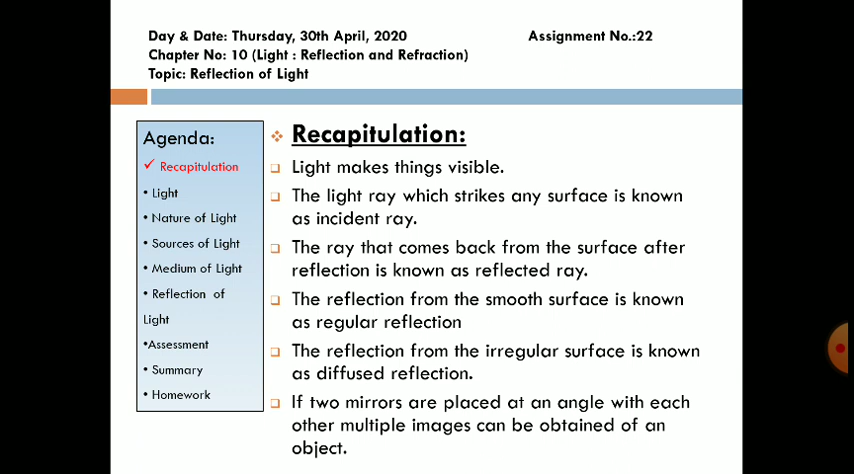 Day & Date: Thursday, 30th April, 2020 Assignment No.:22
Chapter No: 10 (Light : Reflection and Refraction)
Topic: Reflection of Light
Agenda:
✓ Recapitulation
• Light
• Nature of Light
• Sources of Light
• Medium of Light
• Reflection of
Light
•Assessment
• Summary
• Homework
❖ Recapitulation:
❑ Light makes things visible.
❑ The light ray which strikes any surface is known
as incident ray.
❑ The ray that comes back from the surface after
reflection is known as reflected ray.
❑ The reflection from the smooth surface is known
as regular reflection
❑ The reflection from the irregular surface is known
as diffused reflection.
❑ If two mirrors are placed at an angle with each
other multiple images can be obtained of an
object.